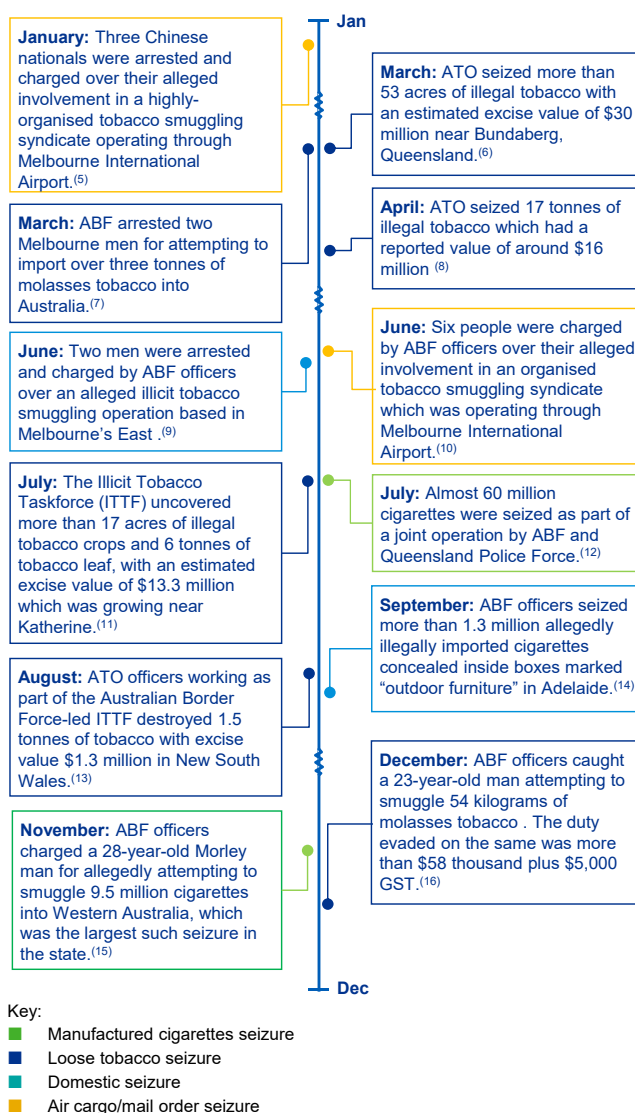 Jan
January: Three Chinese
nationals were arrested and
charged over their alleged
involvement in a highly-
organised tobacco smuggling
syndicate operating through
Melbourne International
Airport.(5)
March: ATO seized more than
53 acres of illegal tobacco with
an estimated excise value of $30
million near Bundaberg,
Queensland.(6)
March: ABF arrested two
Melbourne men for attempting to
import over three tonnes of
molasses tobacco into
Australia.(7)
April: ATO seized 17 tonnes of
illegal tobacco which had a
reported value of around $16
million (8)
June: Two men were arrested
and charged by ABF officers
over an alleged illicit tobacco
smuggling operation based in
Melbourne's East .(9)
June: Six people were charged
by ABF officers over their alleged
involvement in an organised
tobacco smuggling syndicate
which was operating through
Melbourne International
Airport.(10)
July: The Illicit Tobacco
Taskforce (ITTF) uncovered
more than 17 acres of illegal
tobacco crops and 6 tonnes of
tobacco leaf, with an estimated
excise value of $13.3 million
which was growing near
Katherine.(11)
July: Almost 60 million
cigarettes were seized as part of
a joint operation by ABF and
Queensland Police Force.(12)
September: ABF officers seized
more than 1.3 million allegedly
illegally imported cigarettes
concealed inside boxes marked
“outdoor furniture” in Adelaide.(14)
August: ATO officers working as
part of the Australian Border
Force-led ITTF destroyed 1.5
tonnes of tobacco with excise
value $1.3 million in New South
Wales.(13)
December: ABF officers caught
a 23-year-old man attempting to
smuggle 54 kilograms of
molasses tobacco . The duty
evaded on the same was more
than $58 thousand plus $5,000
GST.(16)
November: ABF officers
charged a 28-year-old Morley
man for allegedly attempting to
smuggle 9.5 million cigarettes
into Western Australia, which
was the largest such seizure in
the state.(15)
Dec
Key:
Manufactured cigarettes seizure
Loose tobacco seizure
Domestic seizure
Air cargo/mail order seizure